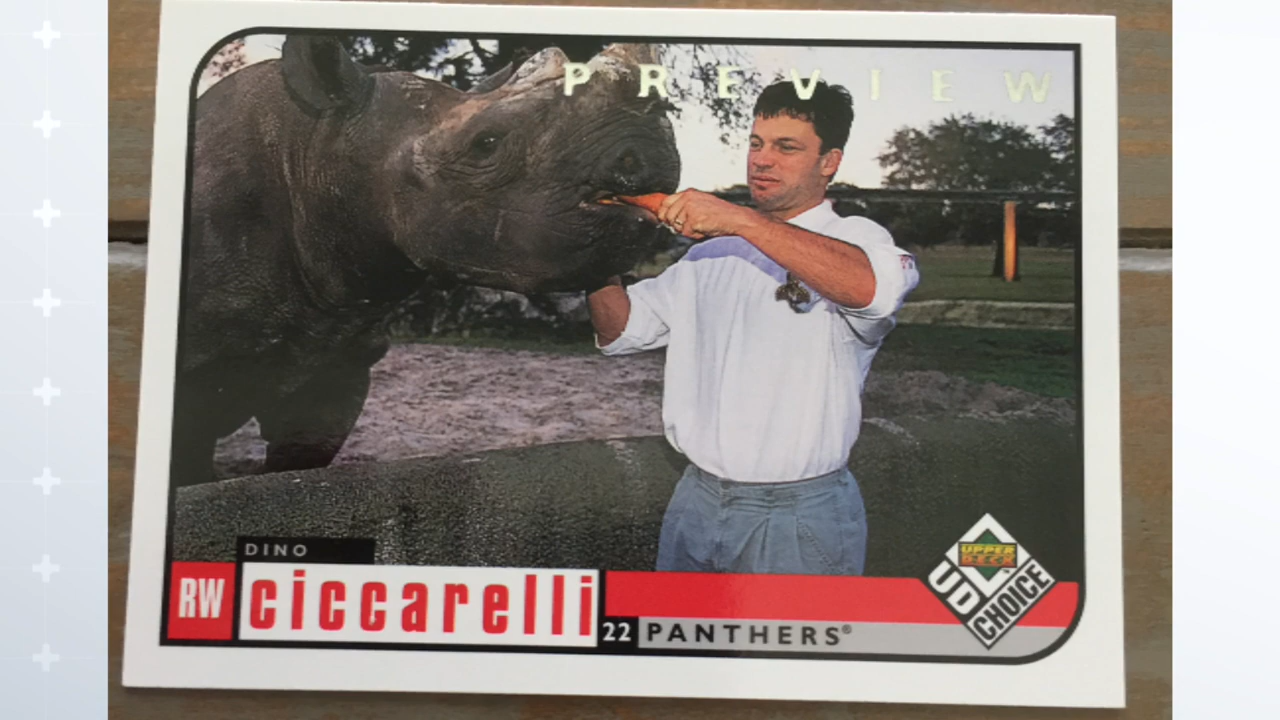 PREVIEW
DINO
RW
ciccarelli
22 PANTHERS®
UPPER
DECK
UD
CHOICE